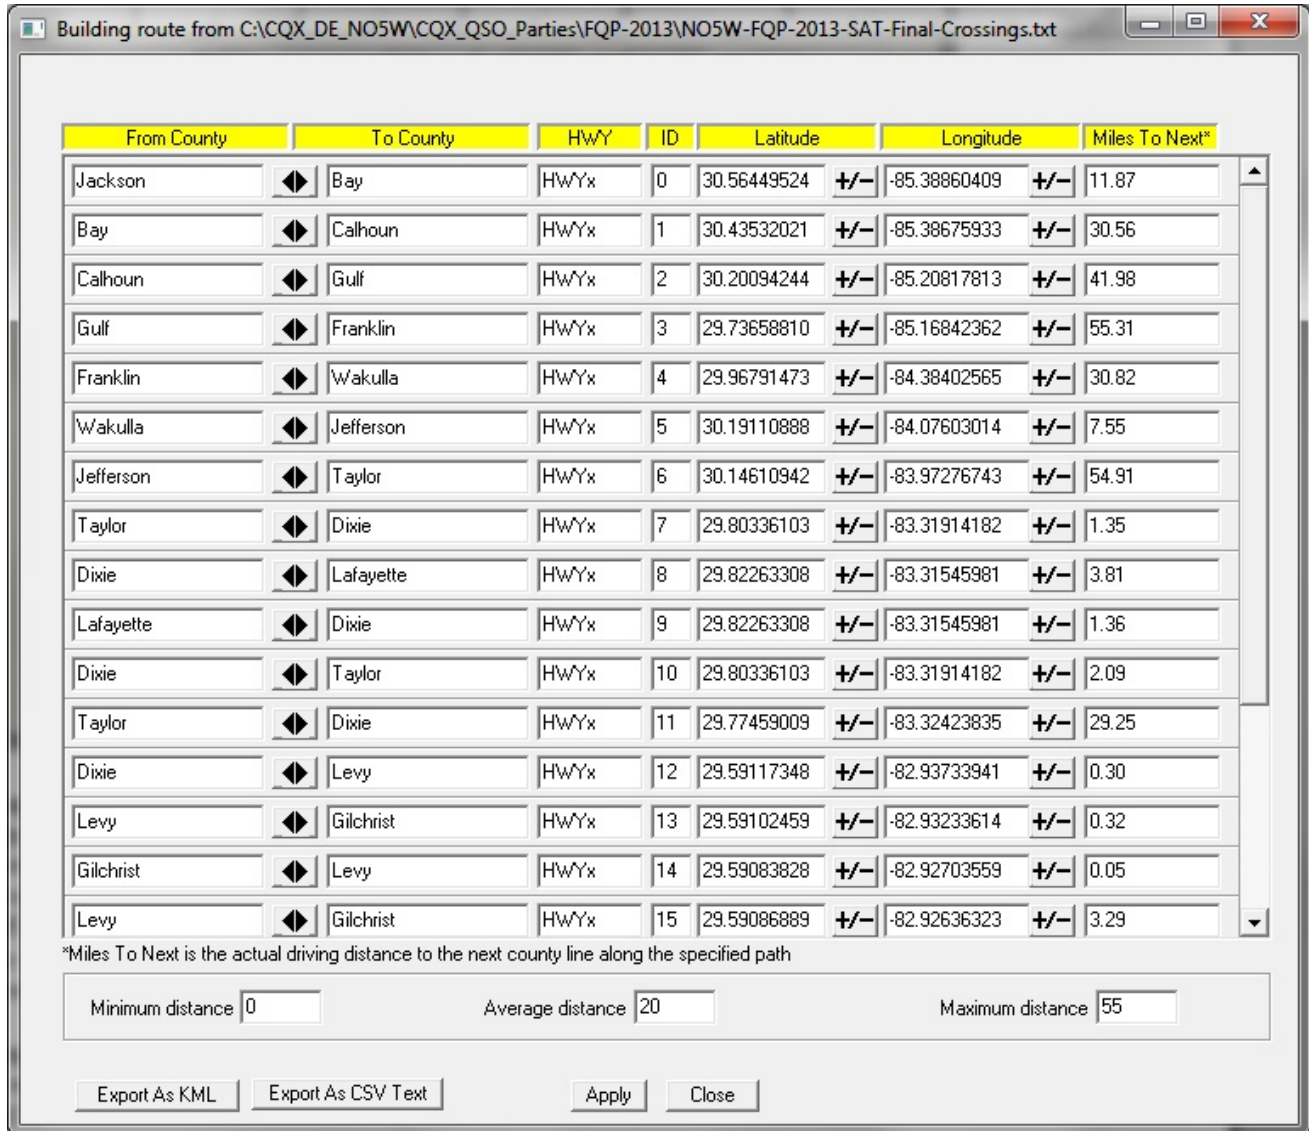 Building route from C:\CQX_DE_NO5W\CQX_QSO_Parties\FQP-2013\NO5W-FQP-2013-SAT-Final-Crossings.txt
From County To County HWY ID Latitude Longitude Miles To Next*
Jackson Bay HWYx 0 30.56449524 +/- -85.38860409 +/- 11.87
Bay Calhoun HWYx 1 30.43532021 +/- -85.38675933 +/- 30.56
Calhoun Gulf HWYx 2 30.20094244 +/- -85.20817813 +/- 41.98
Gulf Franklin HWYx 3 29.73658810 +/- -85.16842362 +/- 55.31
Franklin Wakulla HWYx 4 29.96791473 +/- -84.38402565 +/- 30.82
Wakulla Jefferson HWYx 5 30.19110888 +/- -84.07603014 +/- 7.55
Jefferson Taylor HWYx 6 30.14610942 +/- -83.97276743 +/- 54.91
Taylor Dixie HWYx 7 29.80336103 +/- -83.31914182 +/- 1.35
Dixie Lafayette HWYx 8 29.82263308 +/- -83.31545981 +/- 3.81
Lafayette Dixie HWYx 9 29.82263308 +/- -83.31545981 +/- 1.36
Dixie Taylor HWYx 10 29.80336103 +/- -83.31914182 +/- 2.09
Taylor Dixie HWYx 11 29.77459009 +/- -83.32423835 +/- 29.25
Dixie Levy HWYx 12 29.59117348 +/- -82.93733941 +/- 0.30
Levy Gilchrist HWYx 13 29.59102459 +/- -82.93233614 +/- 0.32
Gilchrist Levy HWYx 14 29.59083828 +/- -82.92703559 +/- 0.05
Levy Gilchrist HWYx 15 29.59086889 +/- -82.92636323 +/- 3.29
*Miles To Next is the actual driving distance to the next county line along the specified path
Minimum distance 0 Average distance 20 Maximum distance 55
Export As KML Export As CSV Text Apply Close